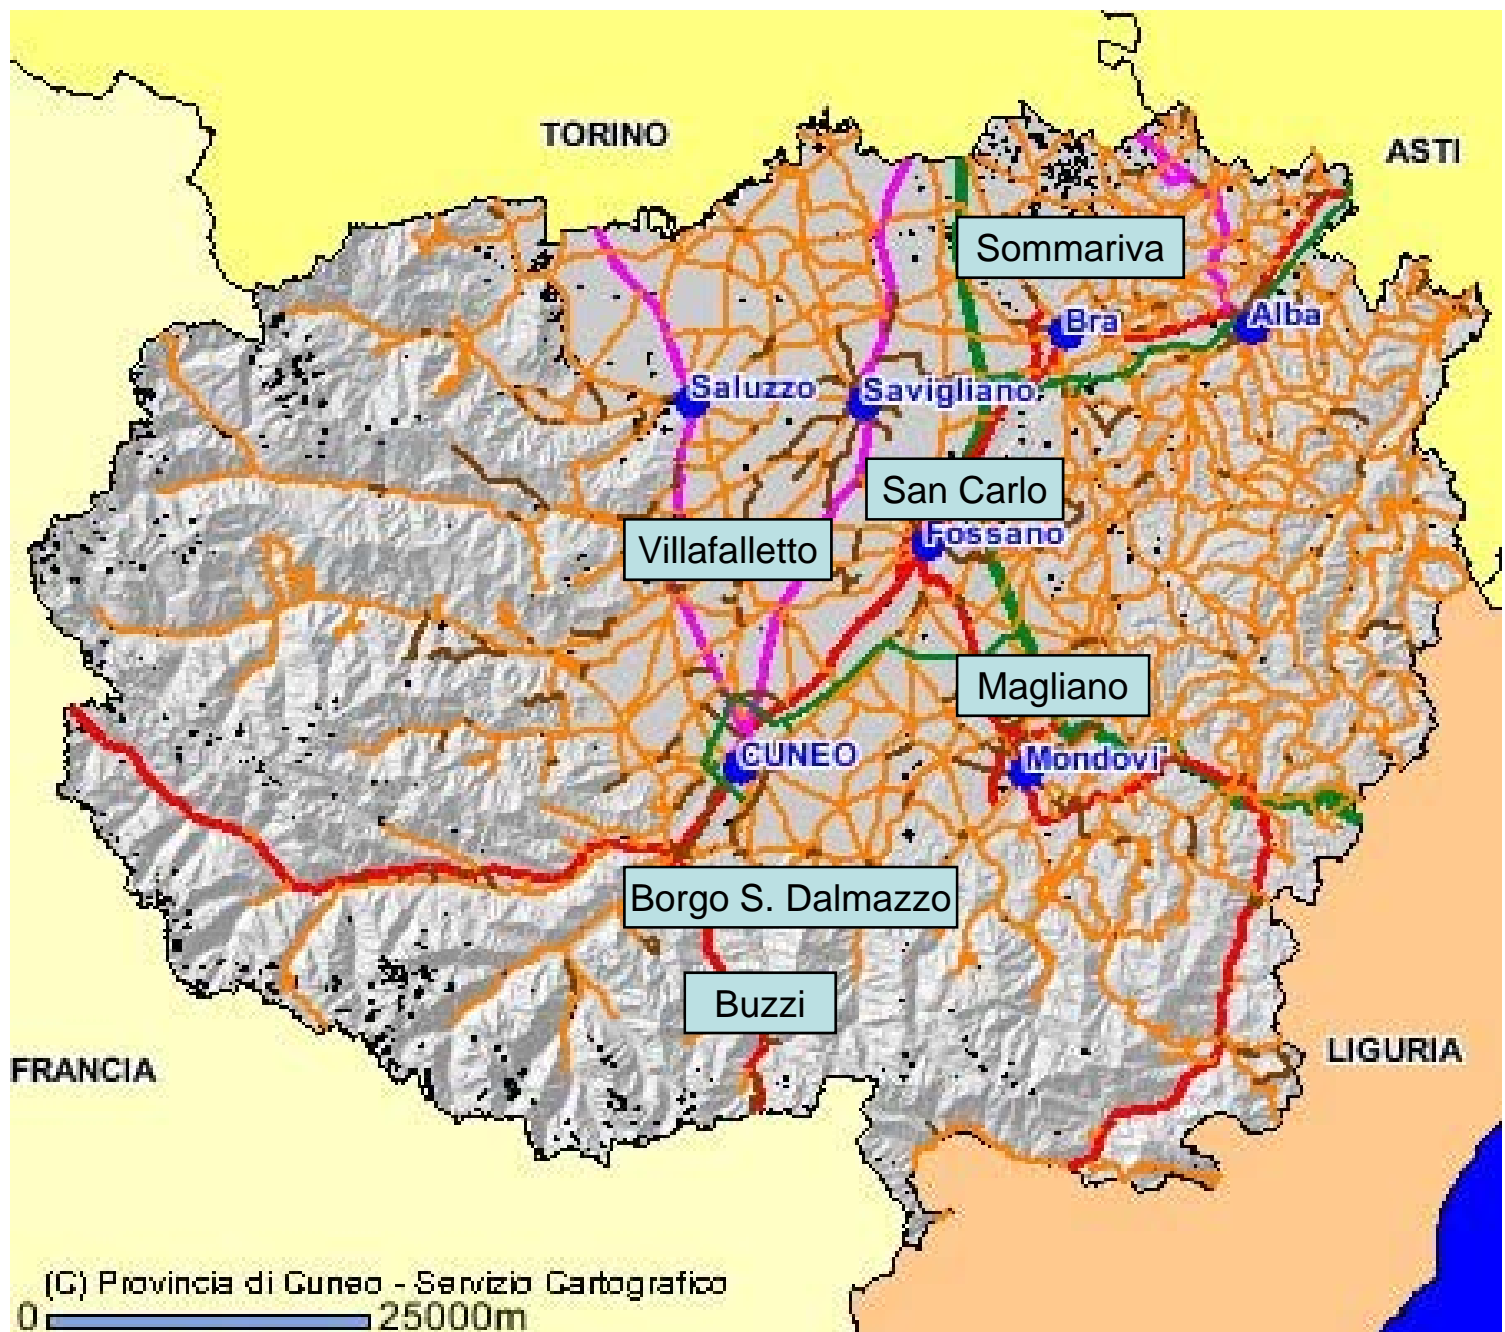 TORINO
ASTI
Sommariva
Bra
Alba
Saluzzo
Savigliano
San Carlo
Fossano
Villafalletto
Magliano
CUNEO
Mondovi'
Borgo S. Dalmazzo
Buzzi
FRANCIA
LIGURIA
(C) Provincia di Cuneo - Servizio Cartografico
0 25000m